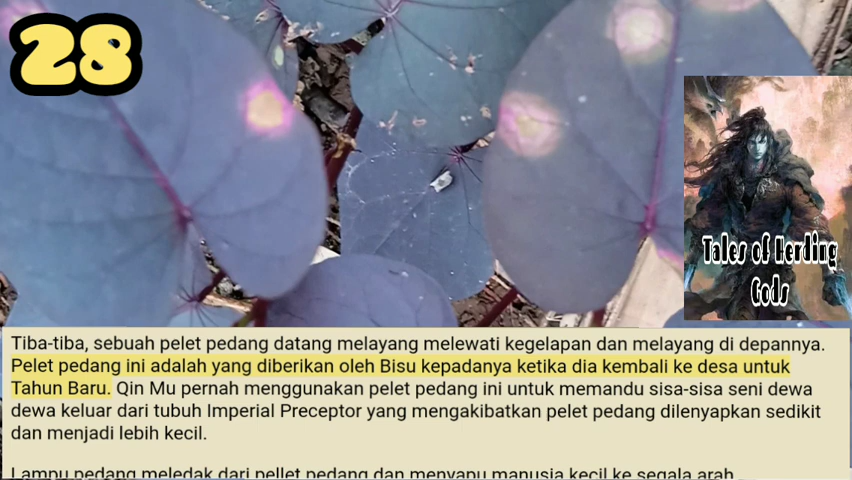 28
Tales of Herding
Gods
Tiba-tiba, sebuah pelet pedang datang melayang melewati kegelapan dan melayang di depannya.
Pelet pedang ini adalah yang diberikan oleh Bisu kepadanya ketika dia kembali ke desa untuk
Tahun Baru. Qin Mu pernah menggunakan pelet pedang ini untuk memandu sisa-sisa seni dewa
dewa keluar dari tubuh Imperial Preceptor yang mengakibatkan pelet pedang dilenyapkan sedikit
dan menjadi lebih kecil.
Lampu pedang meledak dari pellet pedang dan menyapu manusia kecil ke segala arah